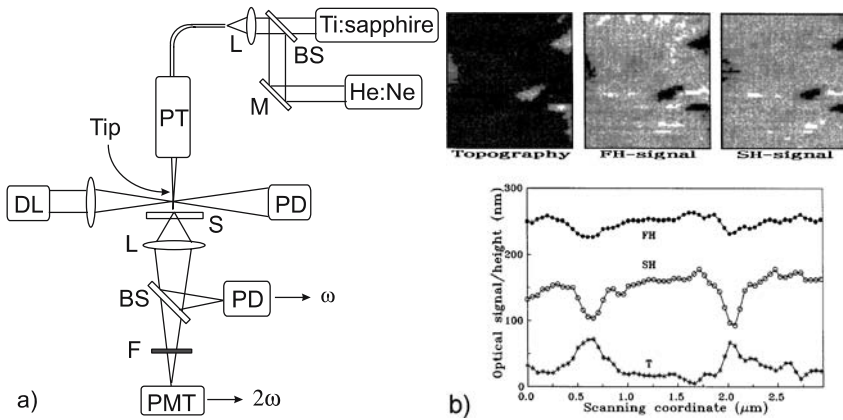 Ti:sapphire
L
BS
He:Ne
M
PT
Tip
DL
PD
S
L
BS
PD
ω
F
a)
PMT
2ω
Topography
FH-signal
SH-signal
Optical signal/height (nm)
300
250
150
100
0
FH
SH
T
0.0
0.5
1.0
1.5
2.0
2.5
Scanning coordinate (μm)
b)